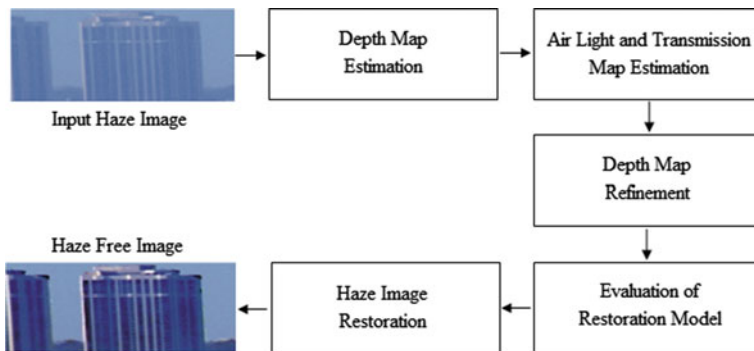 Input Haze Image
Depth Map
Estimation
Air Light and Transmission
Map Estimation
Depth Map
Refinement
Evaluation of
Restoration Model
Haze Image
Restoration
Haze Free Image